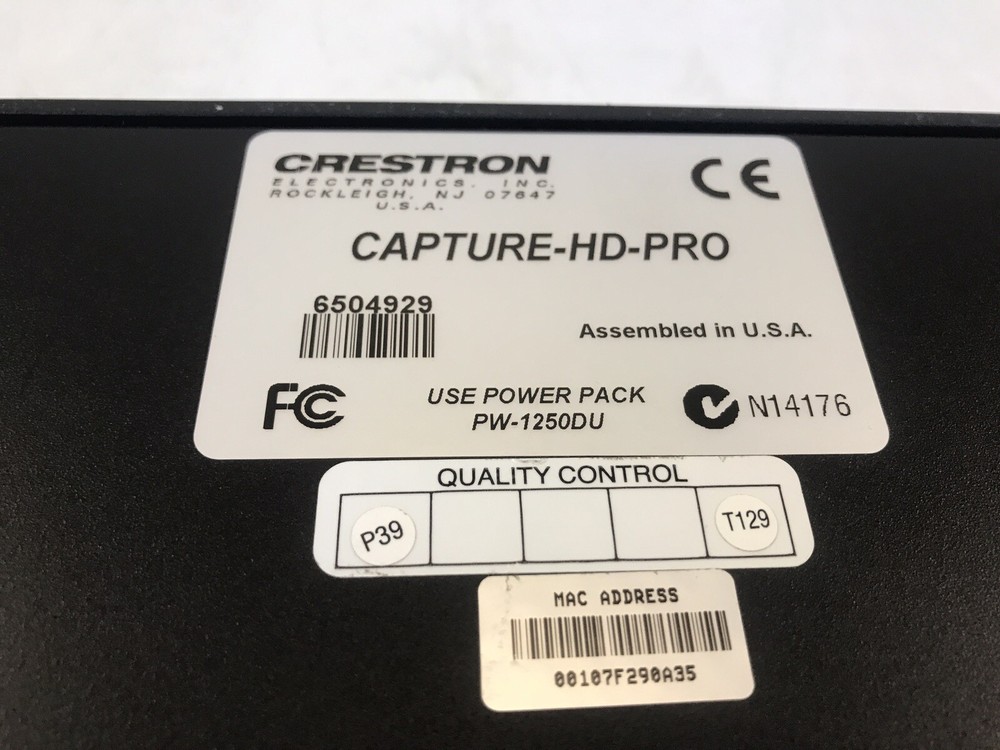 CRESTRON
ELECTRONICS, INC.
ROCKLEIGH, NJ 07647
U.S.A.
CE
CAPTURE-HD-PRO
6504929
Assembled in U.S.A.
FC
USE POWER PACK
PW-1250DU
N14176
QUALITY CONTROL
P39
T129
MAC ADDRESS
00107F290A35